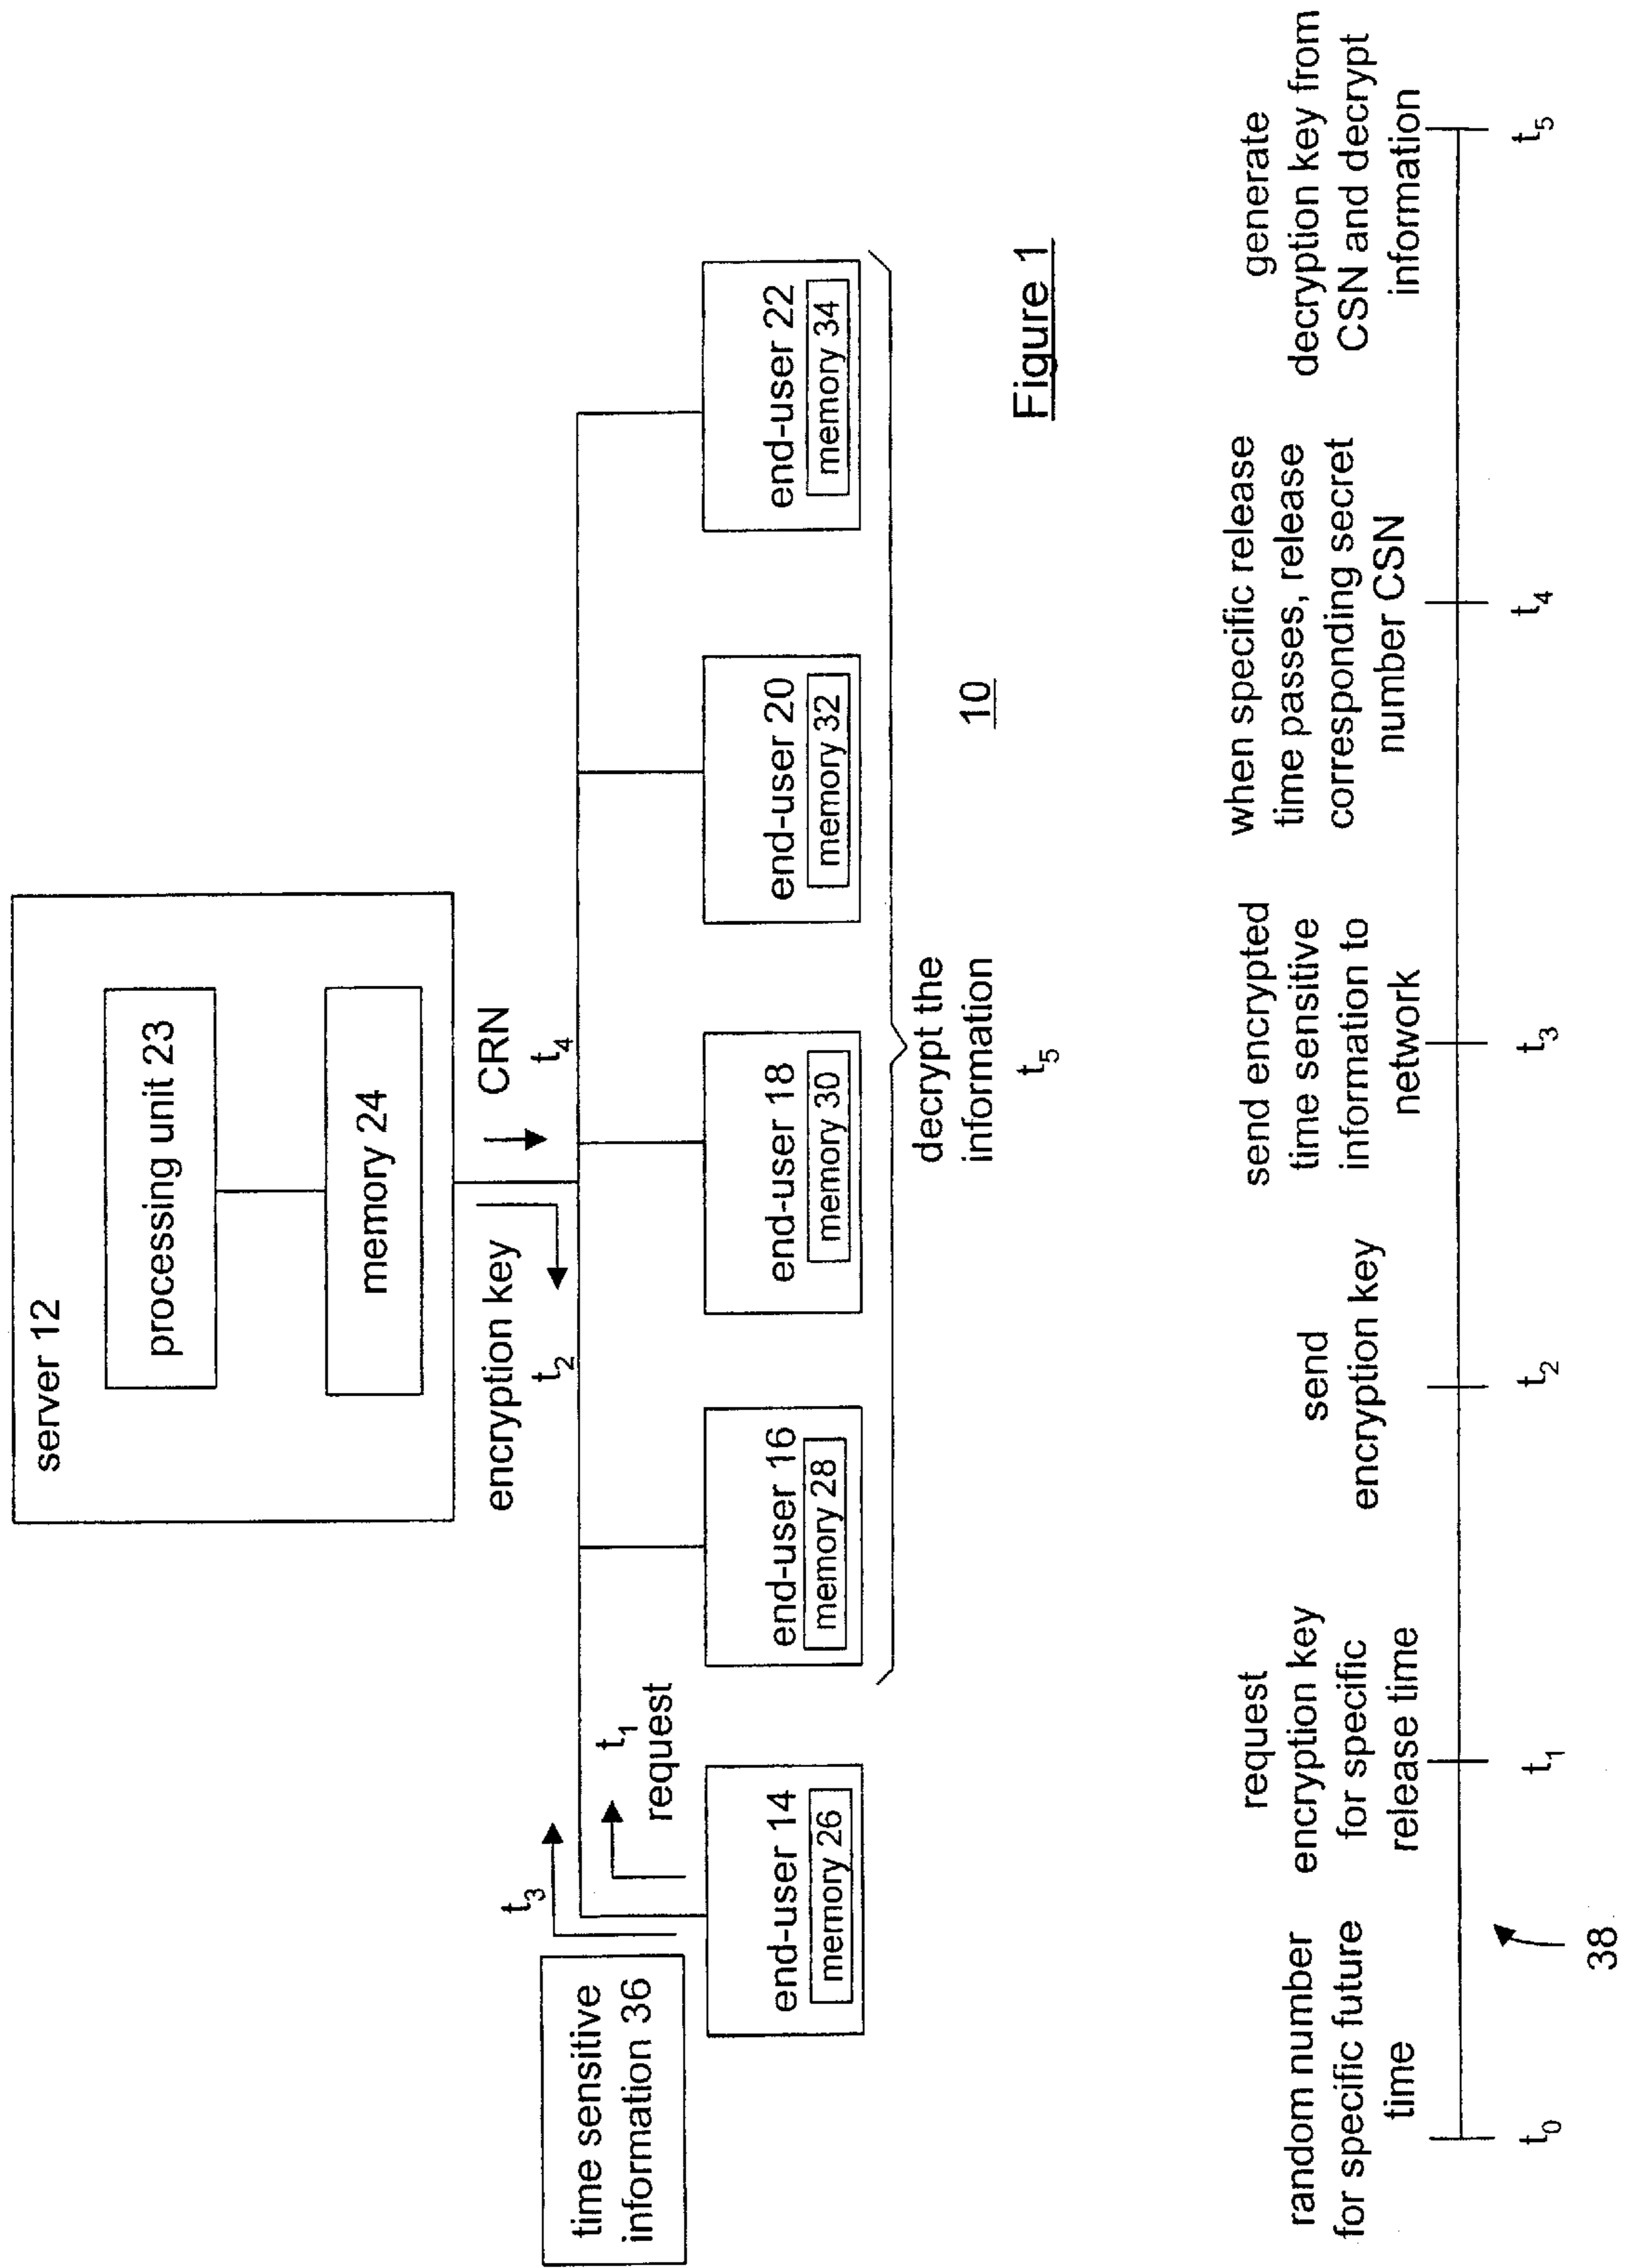 server 12
processing unit 23
memory 24
encryption key
t2
CRN
t4
time sensitive
information 36
t3
t1
request
end-user 14
memory 26
end-user 16
memory 28
end-user 18
memory 30
end-user 20
memory 32
end-user 22
memory 34
decrypt the
information
t5
10
Figure 1
random number
for specific future
time
t0
request
encryption key
for specific
release time
t1
send
encryption key
t2
send encrypted
time sensitive
information to
network
t3
when specific release
time passes, release
corresponding secret
number CSN
t4
generate
decryption key from
CSN and decrypt
information
t5
38